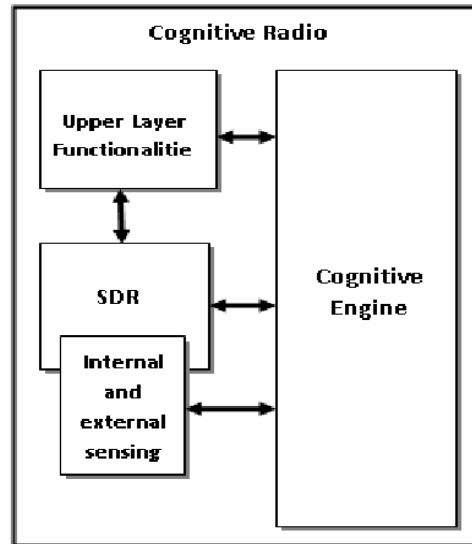 Cognitive Radio
Upper Layer
Functionalitie
SDR
Internal
and
external
sensing
Cognitive
Engine